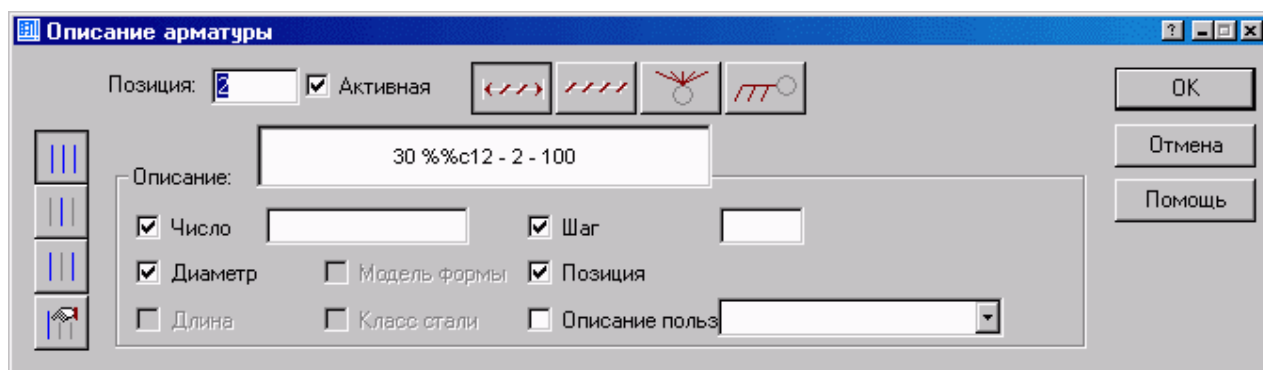 Описание арматуры
Позиция: 2 Активная
OK
Отмена
Помощь
30 %%c12 - 2 - 100
Описание:
Число Шаг
Диаметр Модель формы Позиция
Длина Класс стали Описание польз